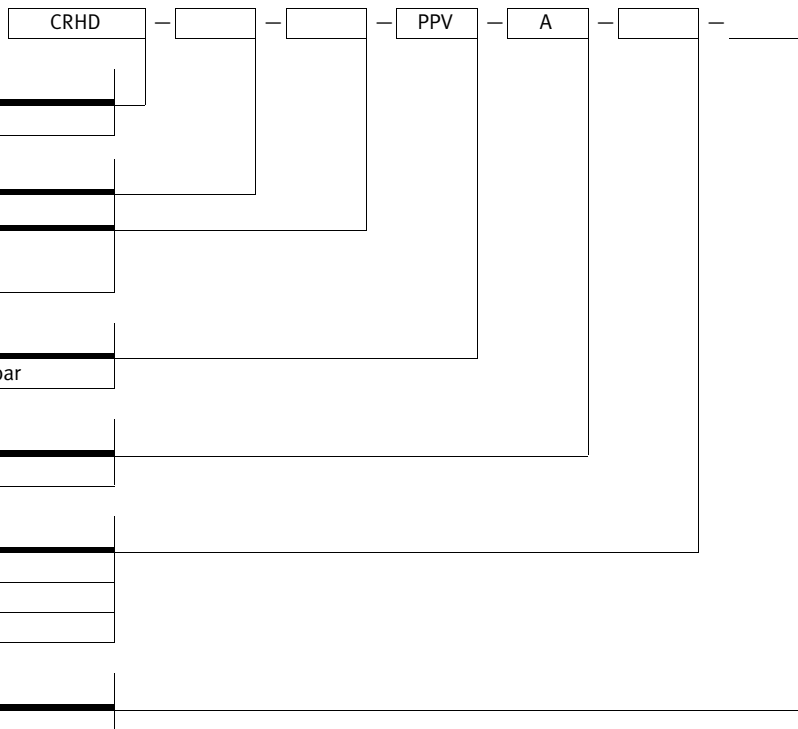 CRHD – – – PPV – A – –
bar